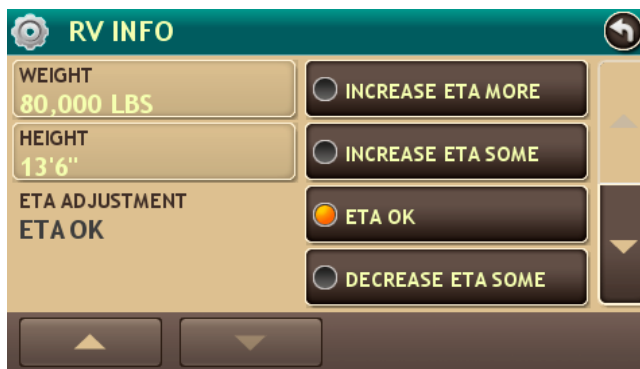 RV INFO
WEIGHT
80,000 LBS
HEIGHT
13'6"
ETA ADJUSTMENT
ETA OK
INCREASE ETA MORE
INCREASE ETA SOME
ETA OK
DECREASE ETA SOME